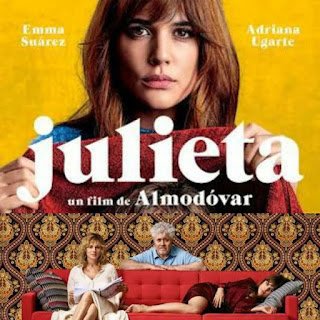 Emma
Suárez
Adriana
Ugarte
julieta
un film de Almodóvar